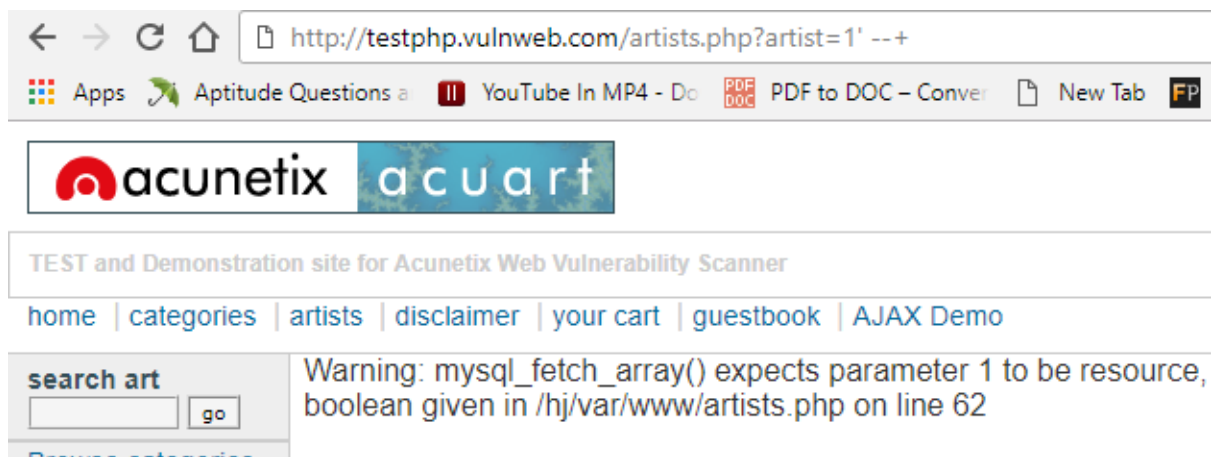 http://testphp.vulnweb.com/artists.php?artist=1' --+
Apps Aptitude Questions a YouTube In MP4 - Do PDF DOC PDF to DOC – Conver New Tab FP
acunetix acuart
TEST and Demonstration site for Acunetix Web Vulnerability Scanner
home | categories | artists | disclaimer | your cart | guestbook | AJAX Demo
search art
go
Warning: mysql_fetch_array() expects parameter 1 to be resource,
boolean given in /hj/var/www/artists.php on line 62
Browse categories